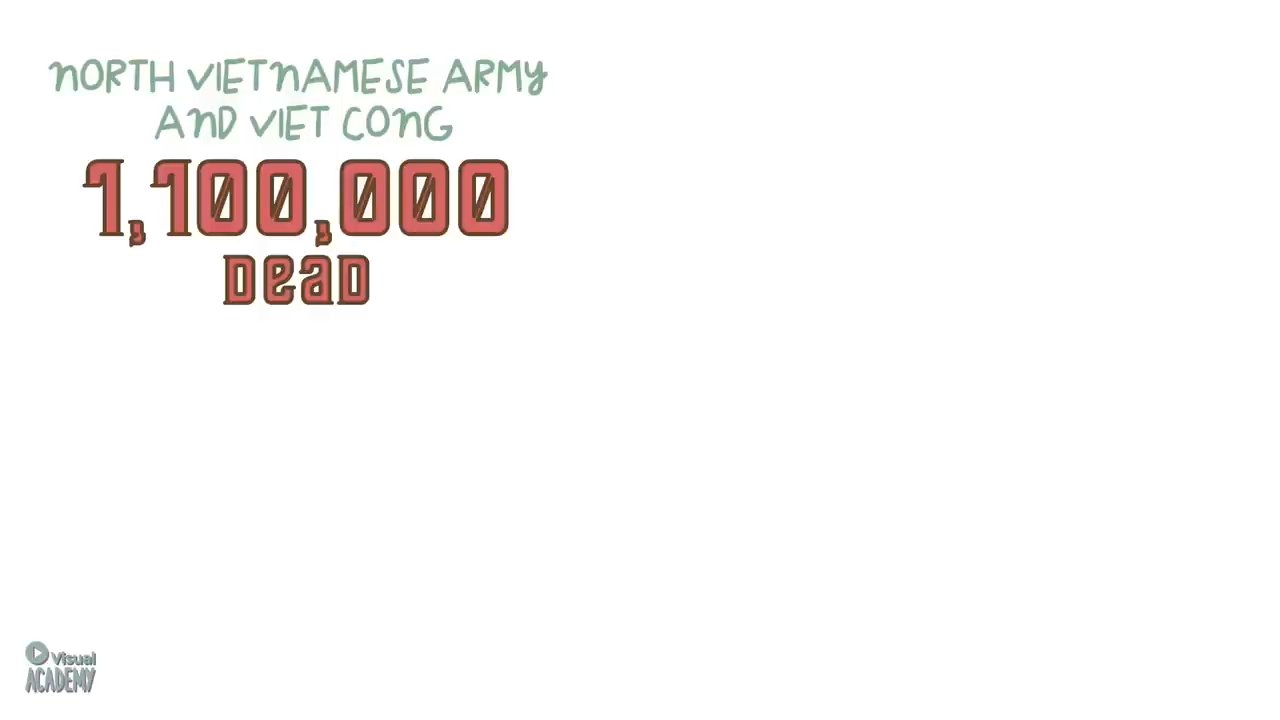 NORTH VIETNAMESE ARMY
AND VIET CONG
1,100,000
DEAD
Visual
ACADEMY